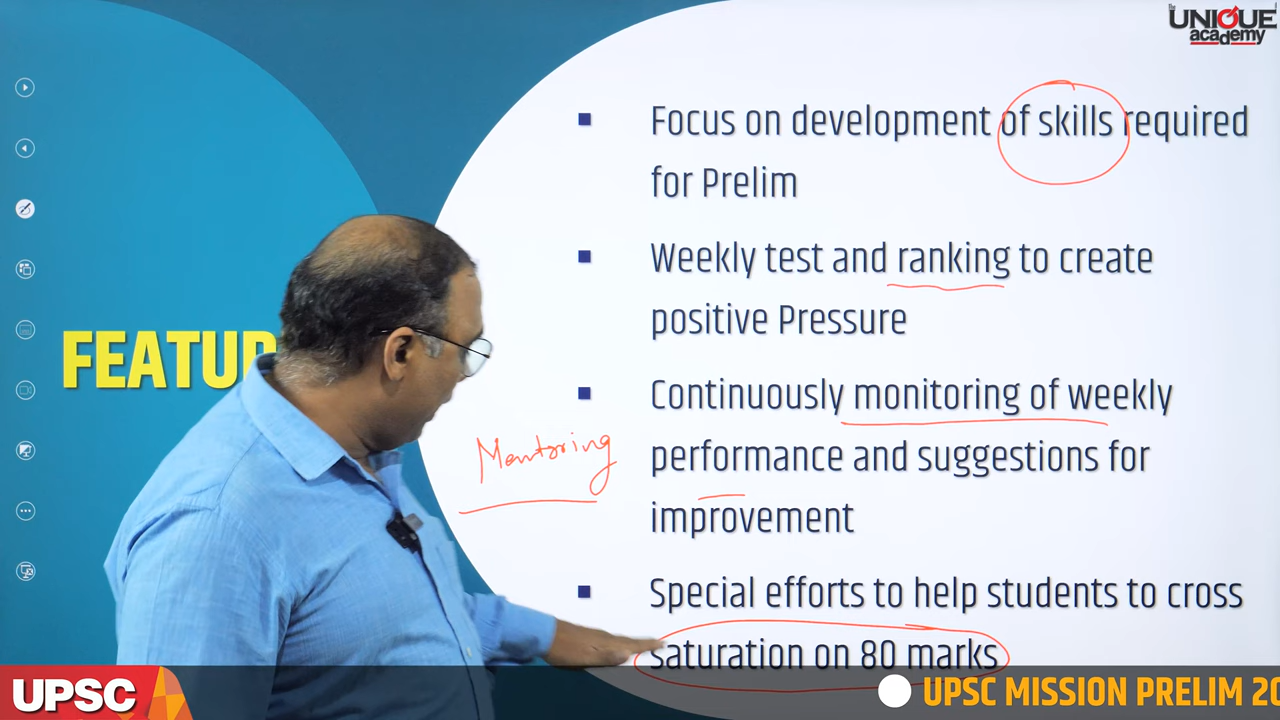 The
UNIQUE
academy
Focus on development of skills required
for Prelim
Weekly test and ranking to create
positive Pressure
Continuously monitoring of weekly
performance and suggestions for
improvement
Special efforts to help students to cross
saturation on 80 marks
FEATUR
Mentoring
UPSC
UPSC MISSION PRELIM 20